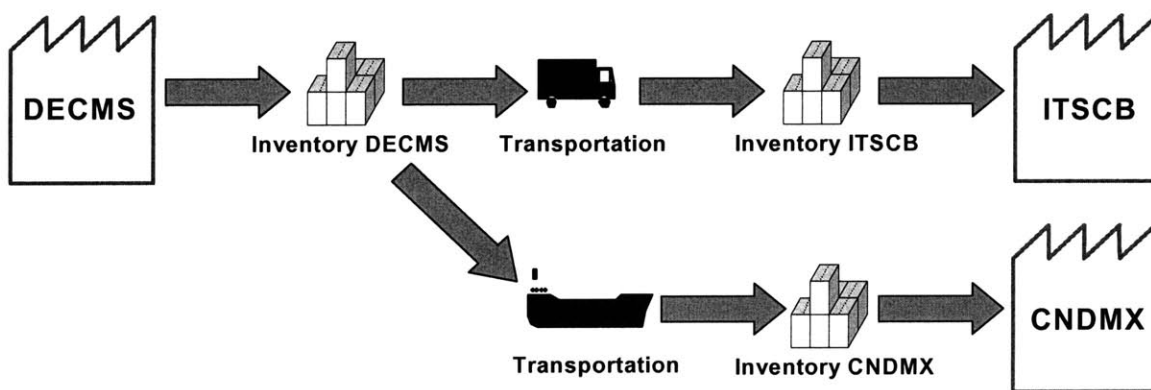 DECMS
Inventory DECMS
Transportation
Inventory ITSCB
ITSCB
Transportation
Inventory CNDMX
CNDMX